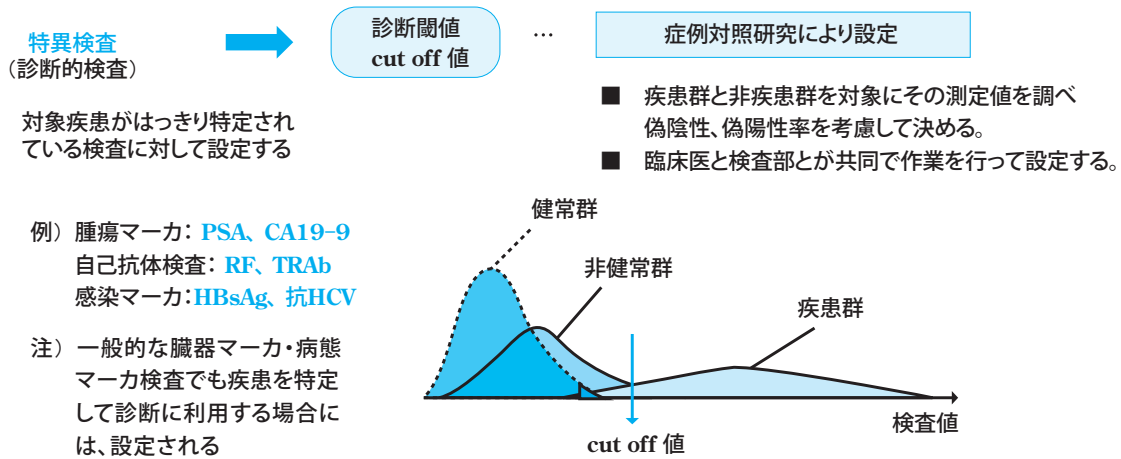 特異検査
(診断的検査)
診断閾値
cut off 値
…
症例対照研究により設定
対象疾患がはっきり特定され
ている検査に対して設定する
■ 疾患群と非疾患群を対象にその測定値を調べ
偽陰性、偽陽性率を考慮して決める。
■ 臨床医と検査部とが共同で作業を行って設定する。
例) 腫瘍マーカ: PSA、CA19-9
自己抗体検査: RF、TRAb
感染マーカ:HBsAg、抗HCV
注) 一般的な臓器マーカ・病態
マーカ検査でも疾患を特定
して診断に利用する場合に
は、設定される
健常群
非健常群
疾患群
検査値
cut off 値